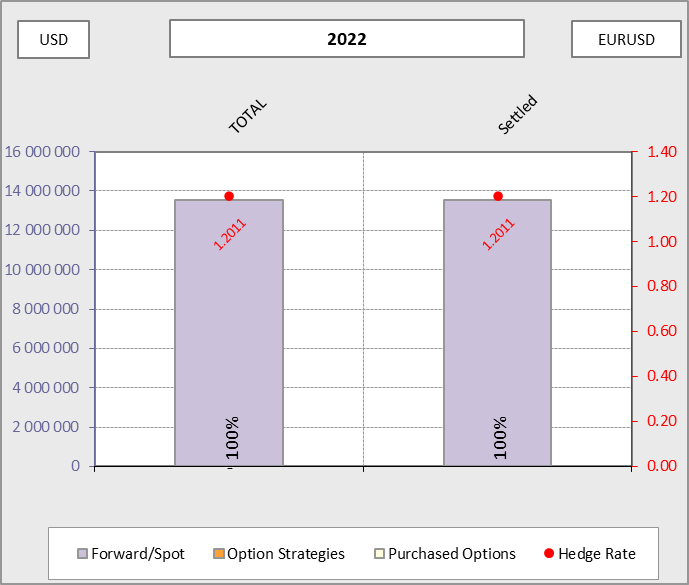 USD 2022 EURUSD
TOTAL Settled
16 000 000 1.40
14 000 000 1.20
12 000 000 1.00
10 000 000 0.80
8 000 000 0.60
6 000 000 0.40
4 000 000 0.20
2 000 000 0.00
0
1.2011 1.2011
100% 100%
-
Forward/Spot Option Strategies Purchased Options Hedge Rate